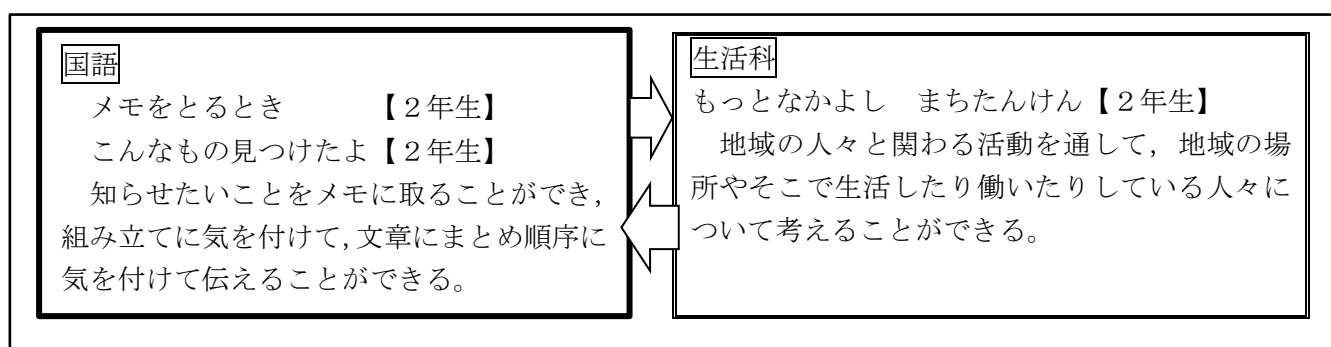 国語
メモをとるとき 【２年生】
こんなもの見つけたよ【２年生】
知らせたいことをメモに取ることができ,
組み立てに気を付けて,文章にまとめ順序に
気を付けて伝えることができる。
生活科
もっとなかよし まちたんけん【２年生】
地域の人々と関わる活動を通して，地域の場
所やそこで生活したり働いたりしている人々に
ついて考えることができる。